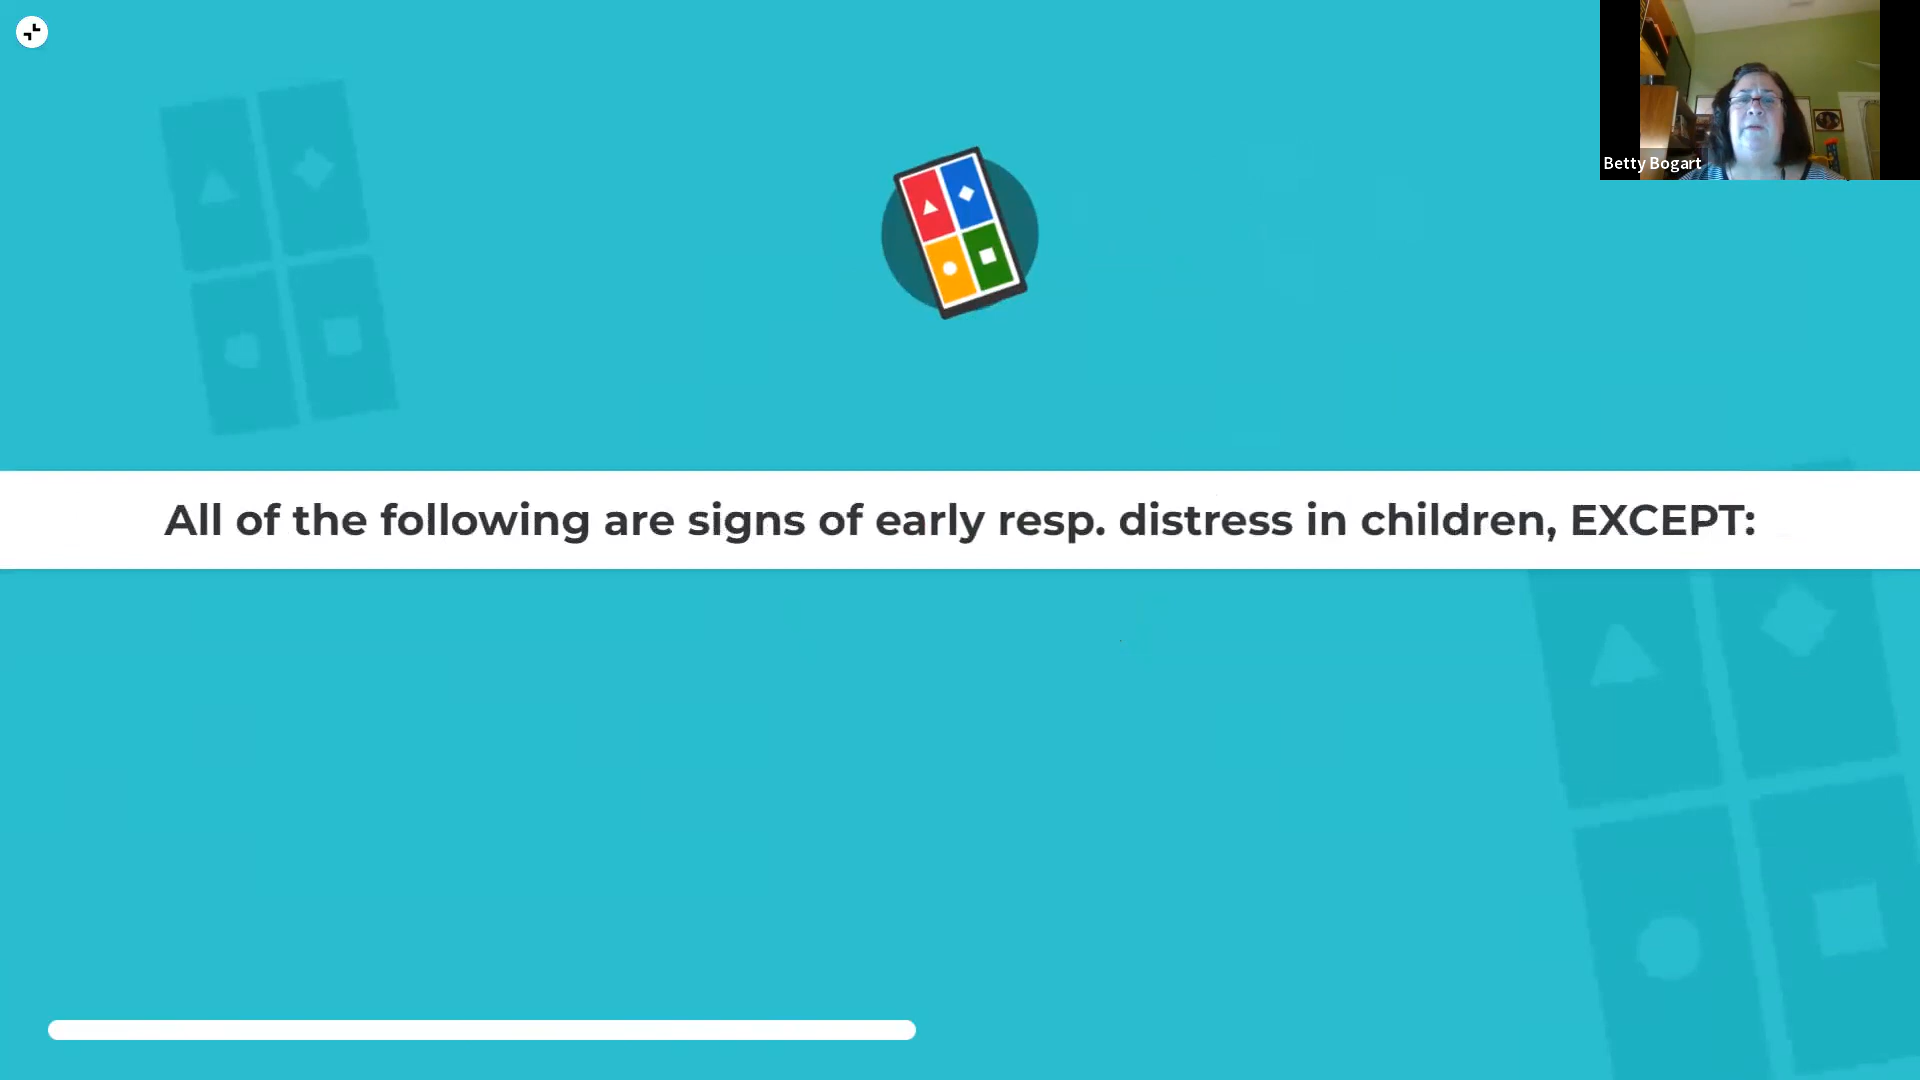 Betty Bogart
All of the following are signs of early resp. distress in children, EXCEPT: